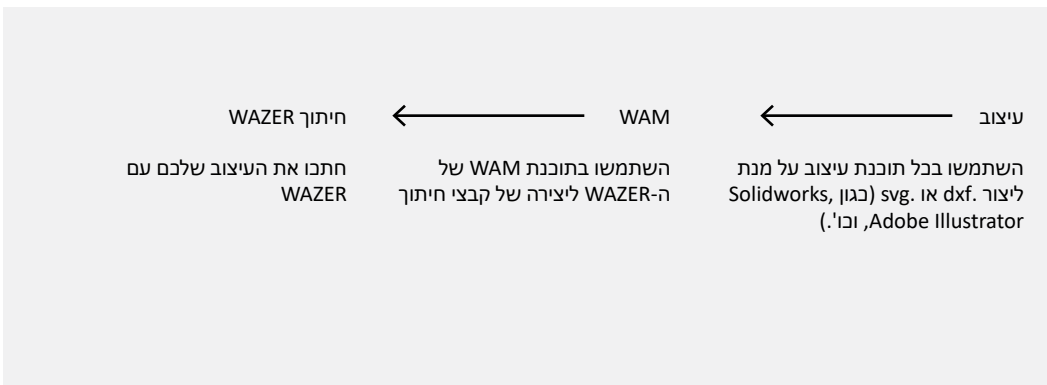 עיצוב
השתמשו בכל תוכנת עיצוב על מנת
ליצור .dxf או .svg (כגון Solidworks,
Adobe Illustrator, וכו'.)
WAM
השתמשו בתוכנת WAM של
ה-WAZER ליצירה של קבצי חיתוך
חיתוך WAZER
חתכו את העיצוב שלכם עם
WAZER